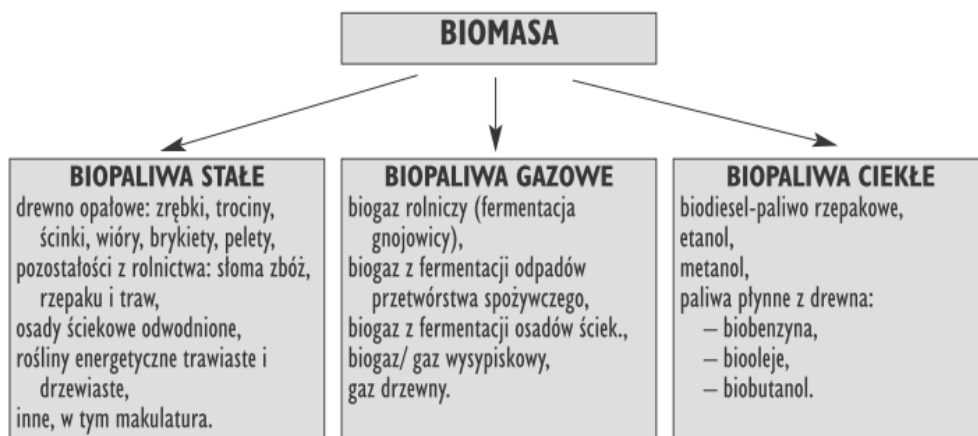 BIOMASA
BIOPALIWA STAŁE
drewno opałowe: zrębki, trociny,
ścinki, wióry, brykiety, pelety,
pozostałości z rolnictwa: słoma zbóż,
rzepaku i traw,
osady ściekowe odwodnione,
rośliny energetyczne trawiaste i
drzewiaste,
inne, w tym makulatura.
BIOPALIWA GAZOWE
biogaz rolniczy (fermentacja
gnojowicy),
biogaz z fermentacji odpadów
przetwórstwa spożywczego,
biogaz z fermentacji osadów ściek.,
biogaz/ gaz wysypiskowy,
gaz drzewny.
BIOPALIWA CIEKŁE
biodiesel-paliwo rzepakowe,
etanol,
metanol,
paliwa płynne z drewna:
– biobenzyna,
– biooleje,
– biobutanol.